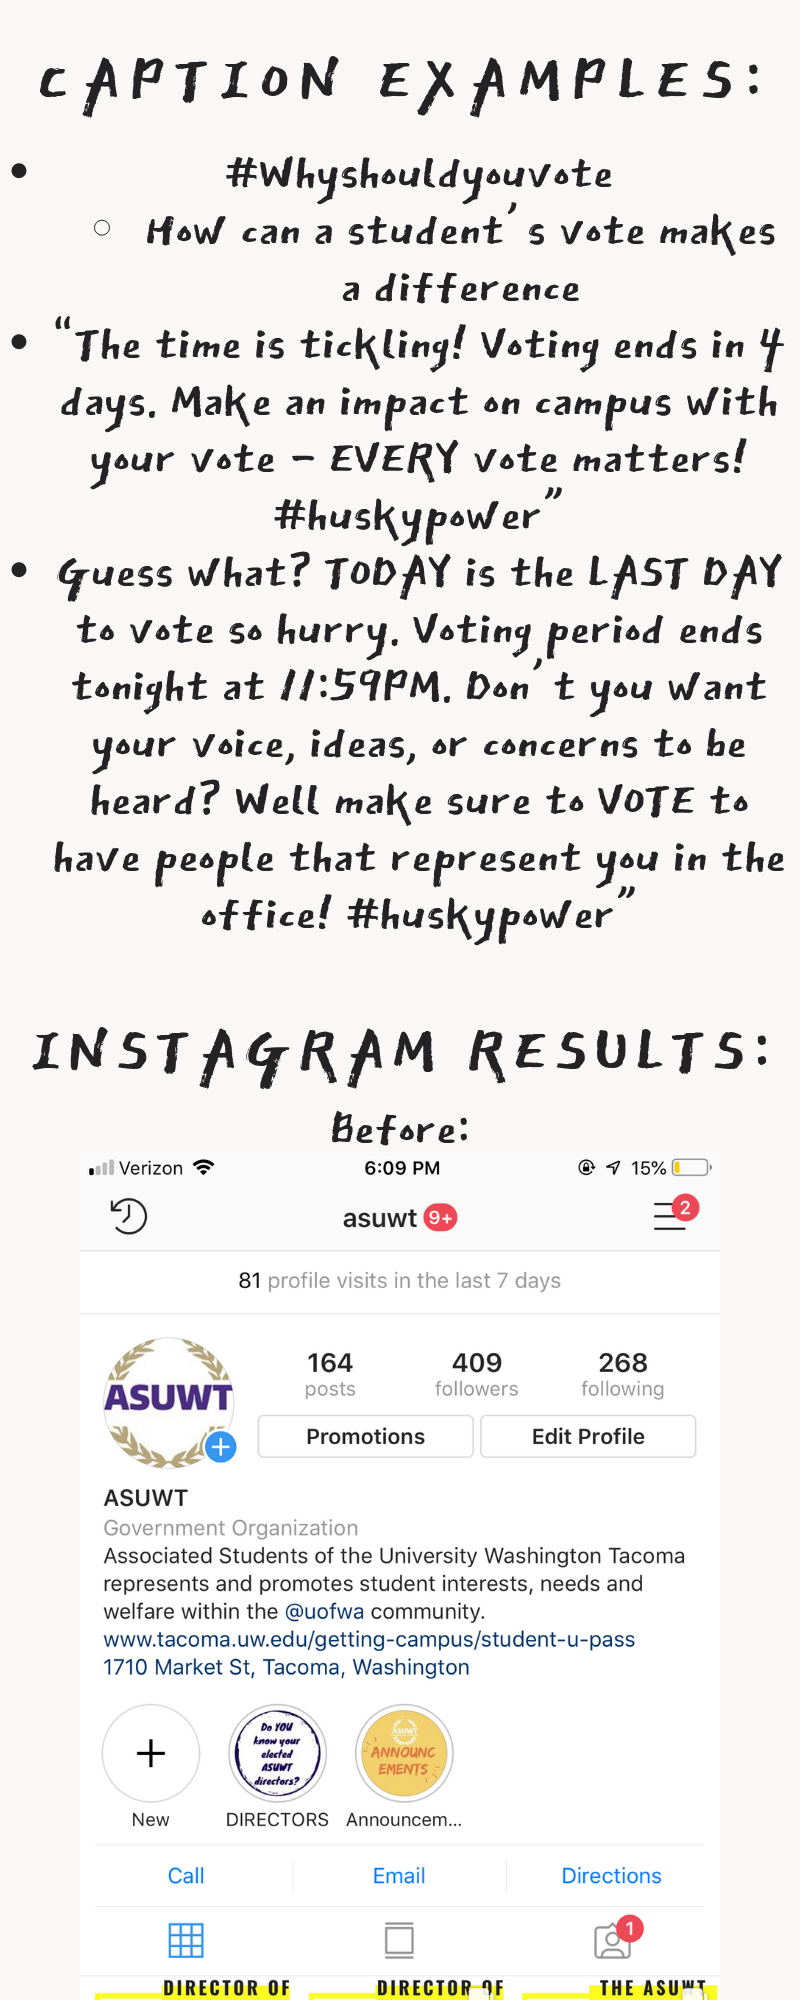 CAPTION EXAMPLES:
#Whyshouldyouvote
How can a student's vote makes
a difference
“The time is tickling! Voting ends in 4
days. Make an impact on campus with
your vote – EVERY vote matters!
#huskypower”
Guess what? TODAY is the LAST DAY
to vote so hurry. Voting period ends
tonight at 11:59PM. Don't you want
your voice, ideas, or concerns to be
heard? Well make sure to VOTE to
have people that represent you in the
office! #huskypower”
INSTAGRAM RESULTS:
Before:
Verizon 6:09 PM 15%
asuwt 9+ 2
81 profile visits in the last 7 days
ASUWT
164 409 268
posts followers following
Promotions Edit Profile
ASUWT
Government Organization
Associated Students of the University Washington Tacoma
represents and promotes student interests, needs and
welfare within the @uofwa community.
www.tacoma.uw.edu/getting-campus/student-u-pass
1710 Market St, Tacoma, Washington
Do YOU
know your
elected
ASUWT
directors?
ASUWT
ANNOUNC
EMENTS
New DIRECTORS Announcem...
Call Email Directions
1
DIRECTOR OF DIRECTOR OF THE ASUWT